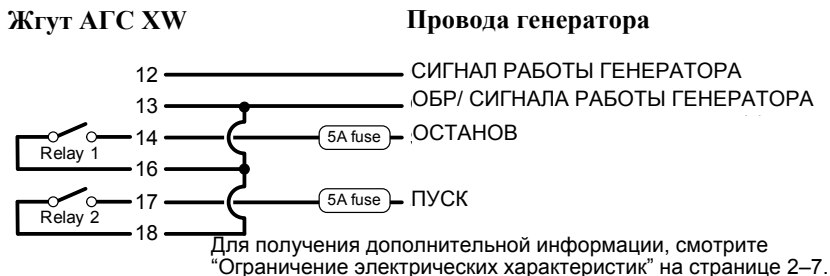 Жгут АГС XW Провода генератора
12 СИГНАЛ РАБОТЫ ГЕНЕРАТОРА
13 ОБР/ СИГНАЛА РАБОТЫ ГЕНЕРАТОРА
14 5A fuse ОСТАНОВ
Relay 1
16
17 5A fuse ПУСК
Relay 2
18
Для получения дополнительной информации, смотрите
“Ограничение электрических характеристик” на странице 2–7.